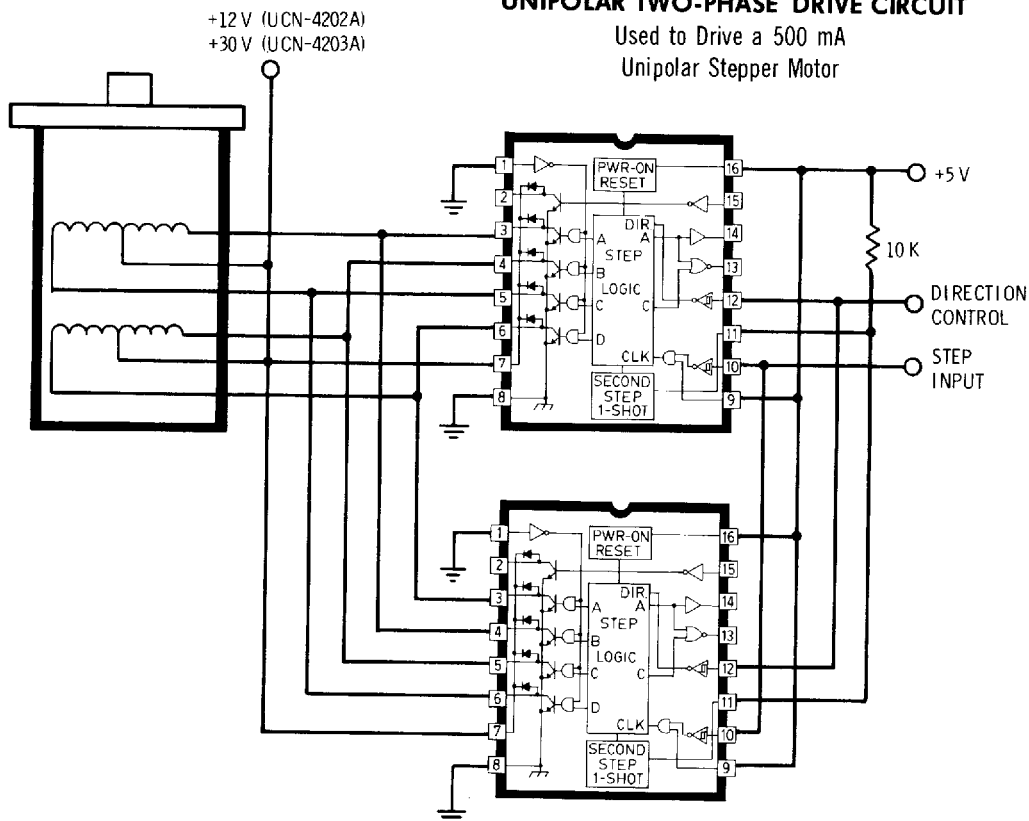 UNIPOLAR TWO-PHASE DRIVE CIRCUIT
Used to Drive a 500 mA
Unipolar Stepper Motor
+12 V (UCN-4202A)
+30 V (UCN-4203A)
1
2
3
4
5
6
7
8
PWR-ON
RESET
DIR
A
A
STEP
B
LOGIC
C
C
D
CLK
SECOND
STEP
1-SHOT
16
15
14
13
12
11
10
9
+5 V
10 K
DIRECTION
CONTROL
STEP
INPUT
1
2
3
4
5
6
7
8
PWR-ON
RESET
DIR
A
A
STEP
B
LOGIC
C
C
D
CLK
SECOND
STEP
1-SHOT
16
15
14
13
12
11
10
9